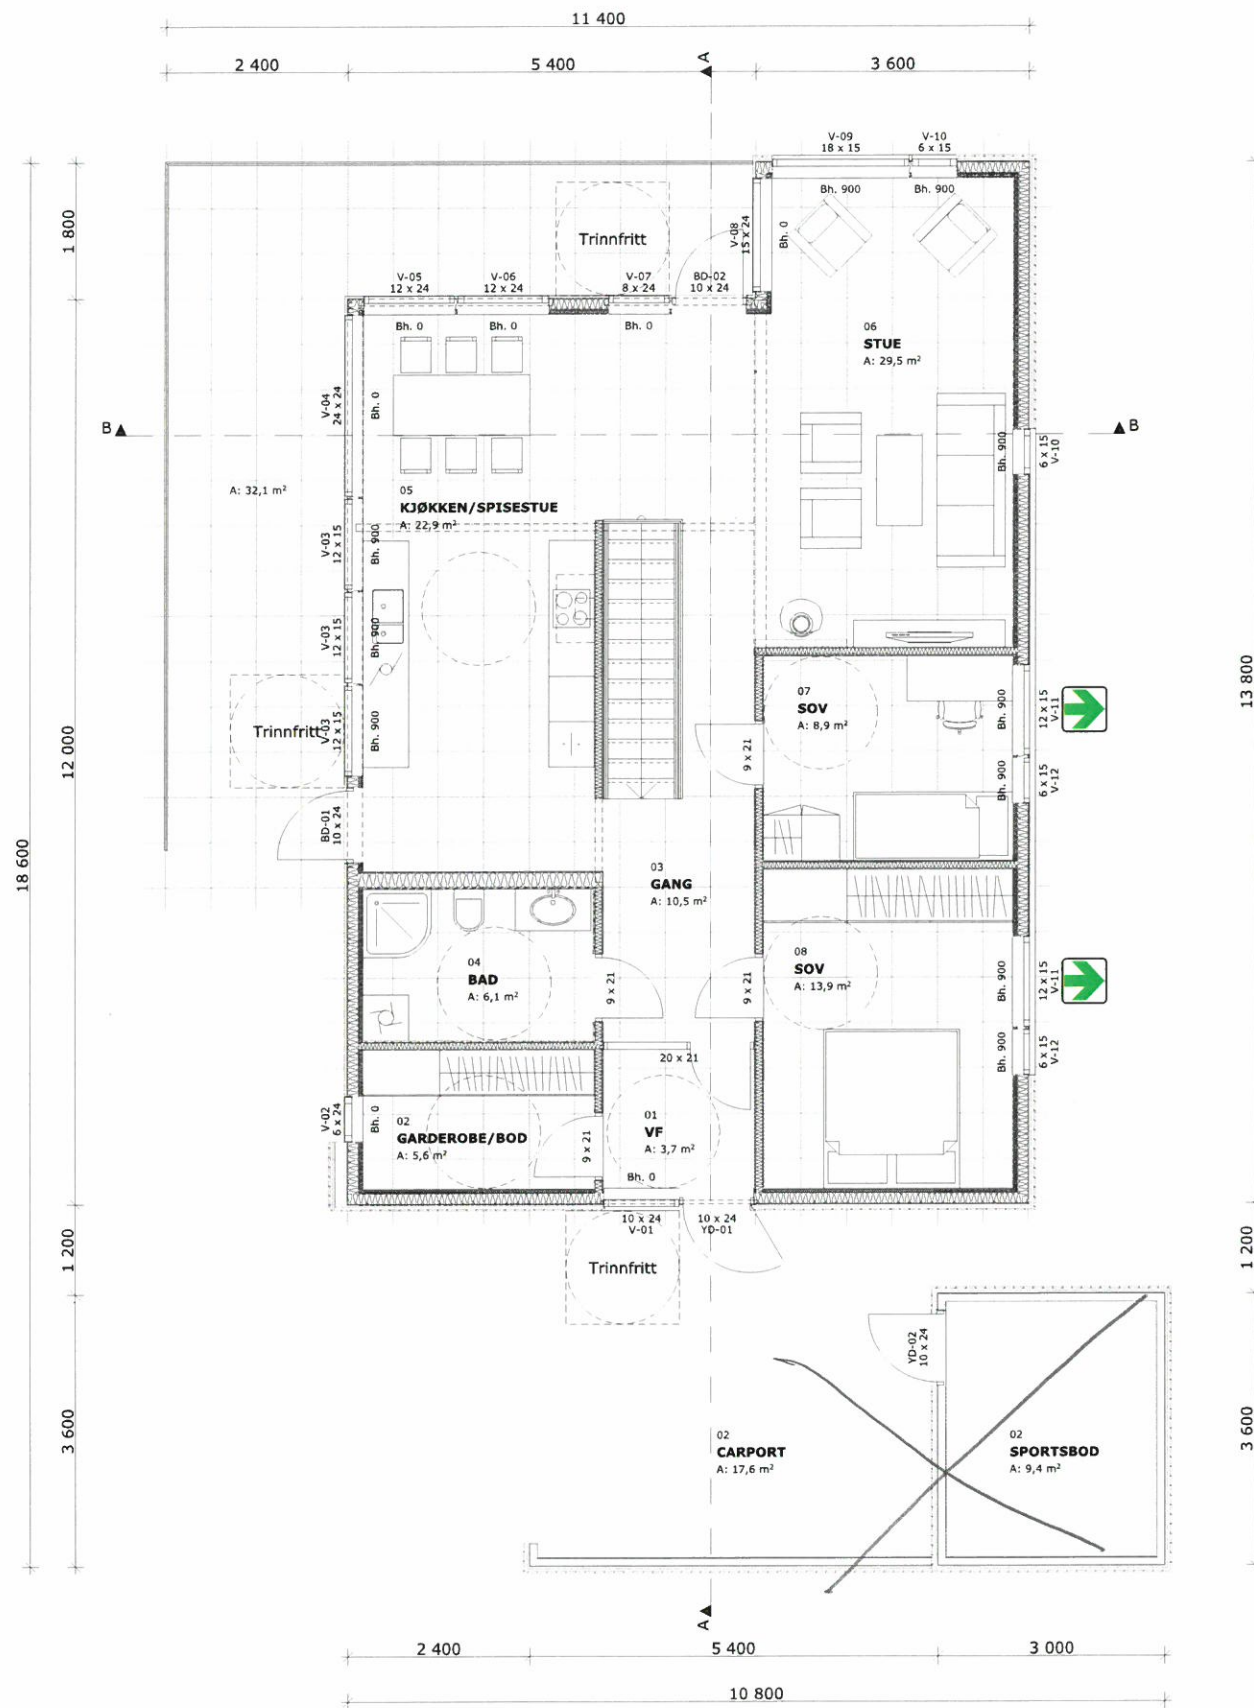 11 400
2 400
5 400
A
3 600
V-09
18 x 15
V-10
6 x 15
Bh. 900
Bh. 900
1 800
Trinnfritt
V-08
15 x 24
Bh. 0
V-05
12 x 24
V-06
12 x 24
V-07
8 x 24
BD-02
10 x 24
Bh. 0
Bh. 0
Bh. 0
06
STUE
A: 29,5 m²
V-04
24 x 24
Bh. 0
B
B
Bh. 900
6 x 15
V-10
A: 32,1 m²
05
KJØKKEN/SPISESTUE
A: 22,9 m²
V-03
12 x 15
Bh. 900
V-03
12 x 15
Bh. 900
13 800
07
SOV
A: 8,9 m²
Bh. 900
12 x 15
V-11
12 000
Trinnfritt
V-03
12 x 15
Bh. 900
9 x 21
Bh. 900
6 x 15
V-12
BD-01
10 x 24
18 600
03
GANG
A: 10,5 m²
04
BAD
A: 6,1 m²
9 x 21
9 x 21
08
SOV
A: 13,9 m²
Bh. 900
12 x 15
V-11
20 x 21
Bh. 900
6 x 15
V-12
V-02
6 x 24
Bh. 0
02
GARDEROBE/BOD
A: 5,6 m²
9 x 21
01
VF
A: 3,7 m²
Bh. 0
10 x 24
V-01
10 x 24
YD-01
1 200
1 200
Trinnfritt
YD-02
10 x 24
3 600
3 600
02
CARPORT
A: 17,6 m²
02
SPORTSBOD
A: 9,4 m²
A
2 400
5 400
3 000
10 800